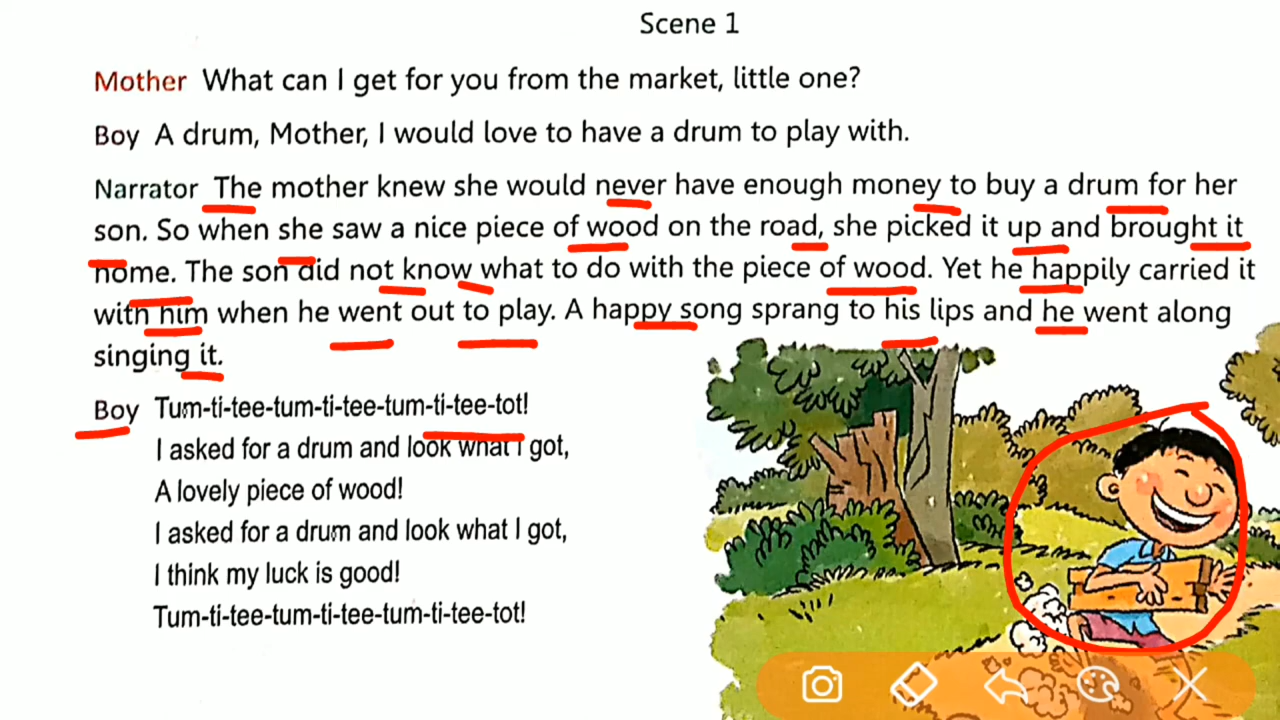 Scene 1
Mother What can I get for you from the market, little one?
Boy A drum, Mother, I would love to have a drum to play with.
Narrator The mother knew she would never have enough money to buy a drum for her
son. So when she saw a nice piece of wood on the road, she picked it up and brought it
home. The son did not know what to do with the piece of wood. Yet he happily carried it
with him when he went out to play. A happy song sprang to his lips and he went along
singing it.
Boy Tum-ti-tee-tum-ti-tee-tum-ti-tee-tot!
I asked for a drum and look what I got,
A lovely piece of wood!
I asked for a drum and look what I got,
I think my luck is good!
Tum-ti-tee-tum-ti-tee-tum-ti-tee-tot!